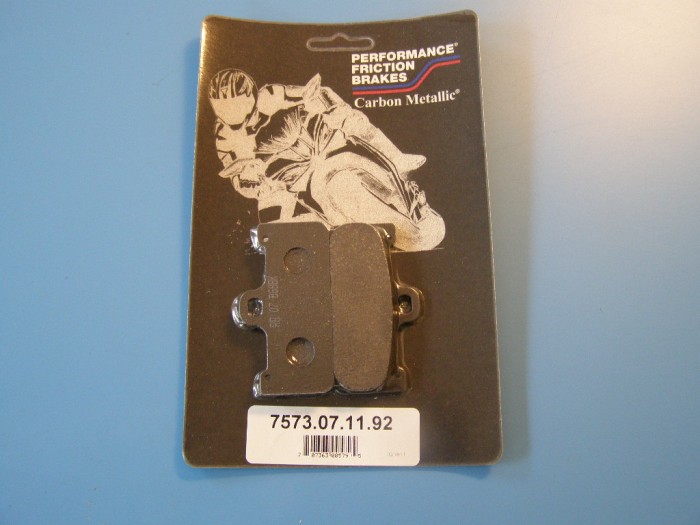 PERFORMANCE®
FRICTION
BRAKES
Carbon Metallic®
7573.07.11.92